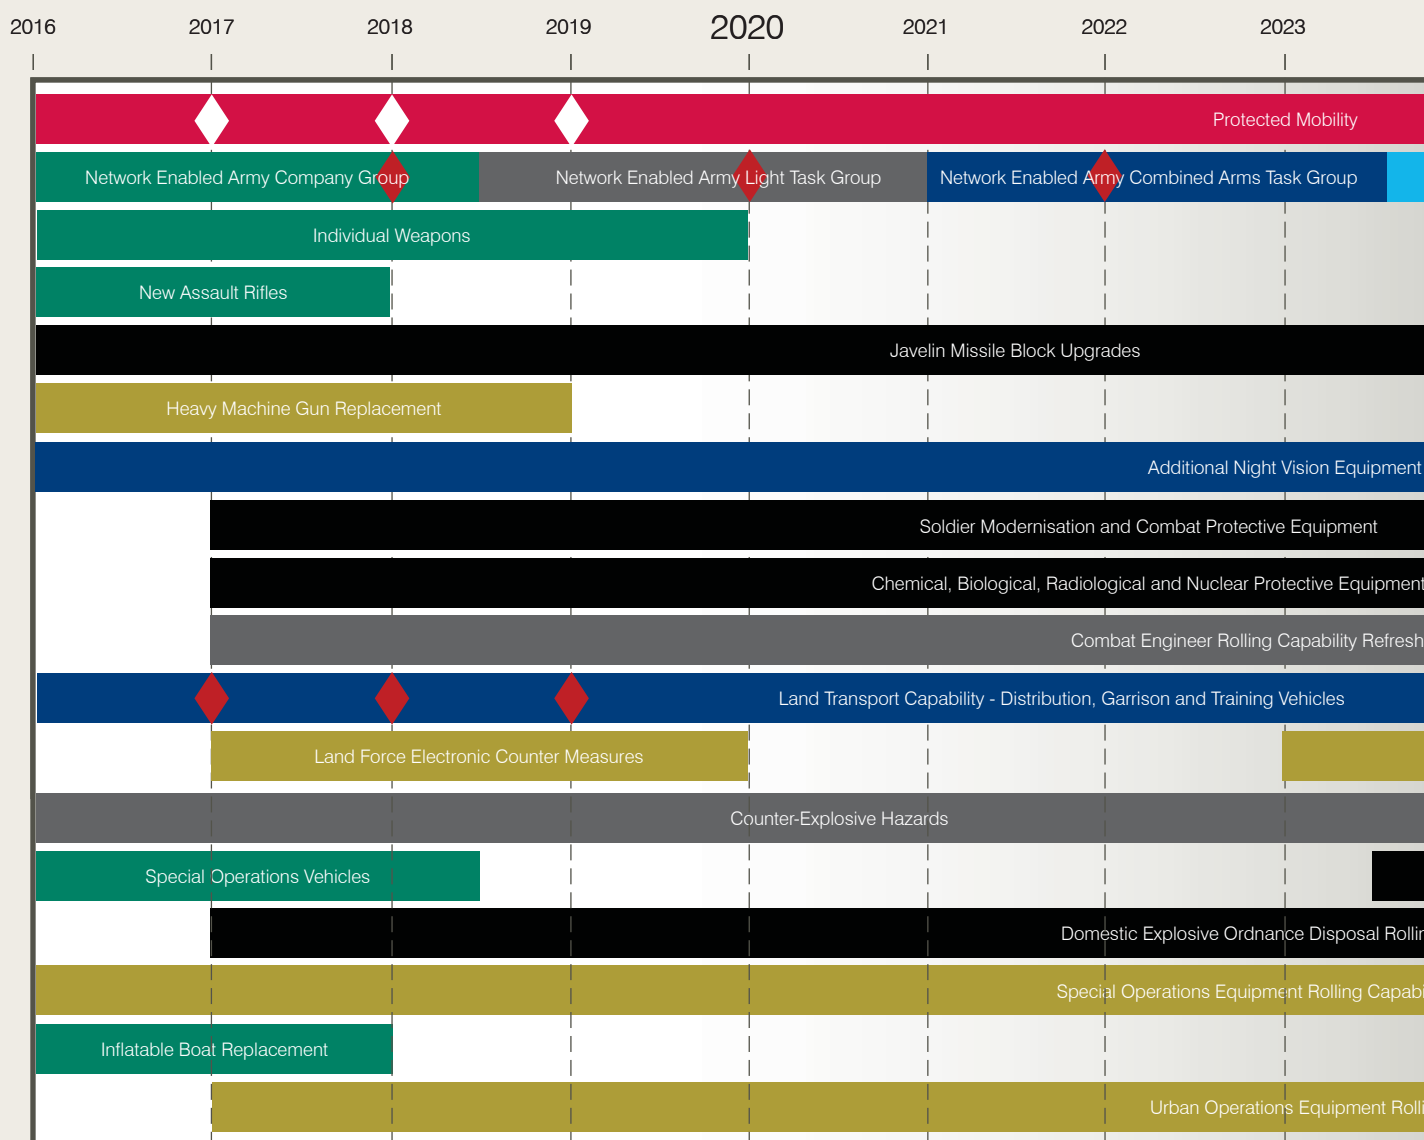 2016 2017 2018 2019 2020 2021 2022 2023
Protected Mobility
Network Enabled Army Company Group Network Enabled Army Light Task Group Network Enabled Army Combined Arms Task Group
Individual Weapons
New Assault Rifles
Javelin Missile Block Upgrades
Heavy Machine Gun Replacement
Additional Night Vision Equipment
Soldier Modernisation and Combat Protective Equipment
Chemical, Biological, Radiological and Nuclear Protective Equipment
Combat Engineer Rolling Capability Refresh
Land Transport Capability - Distribution, Garrison and Training Vehicles
Land Force Electronic Counter Measures
Counter-Explosive Hazards
Special Operations Vehicles
Domestic Explosive Ordnance Disposal Rollin
Special Operations Equipment Rolling Capabi
Inflatable Boat Replacement
Urban Operations Equipment Rolli